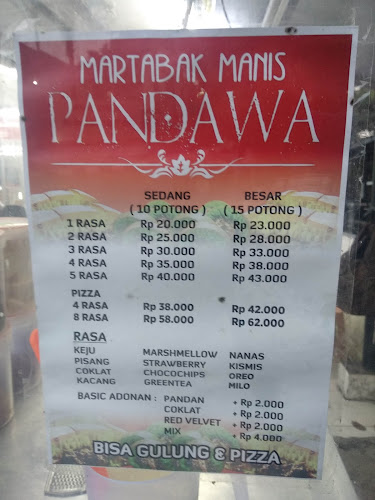 MARTABAK MANIS
PANDAWA
SEDANG BESAR
( 10 POTONG ) ( 15 POTONG )
1 RASA Rp 20.000 Rp 23.000
2 RASA Rp 25.000 Rp 28.000
3 RASA Rp 30.000 Rp 33.000
4 RASA Rp 35.000 Rp 38.000
5 RASA Rp 40.000 Rp 43.000
PIZZA
4 RASA Rp 38.000 Rp 42.000
8 RASA Rp 58.000 Rp 62.000
RASA
KEJU MARSHMELLOW NANAS
PISANG STRAWBERRY KISMIS
COKLAT CHOCOCHIPS OREO
KACANG GREENTEA MILO
BASIC ADONAN : PANDAN + Rp 2.000
COKLAT + Rp 2.000
RED VELVET + Rp 2.000
MIX + Rp 4.000
BISA GULUNG & PIZZA